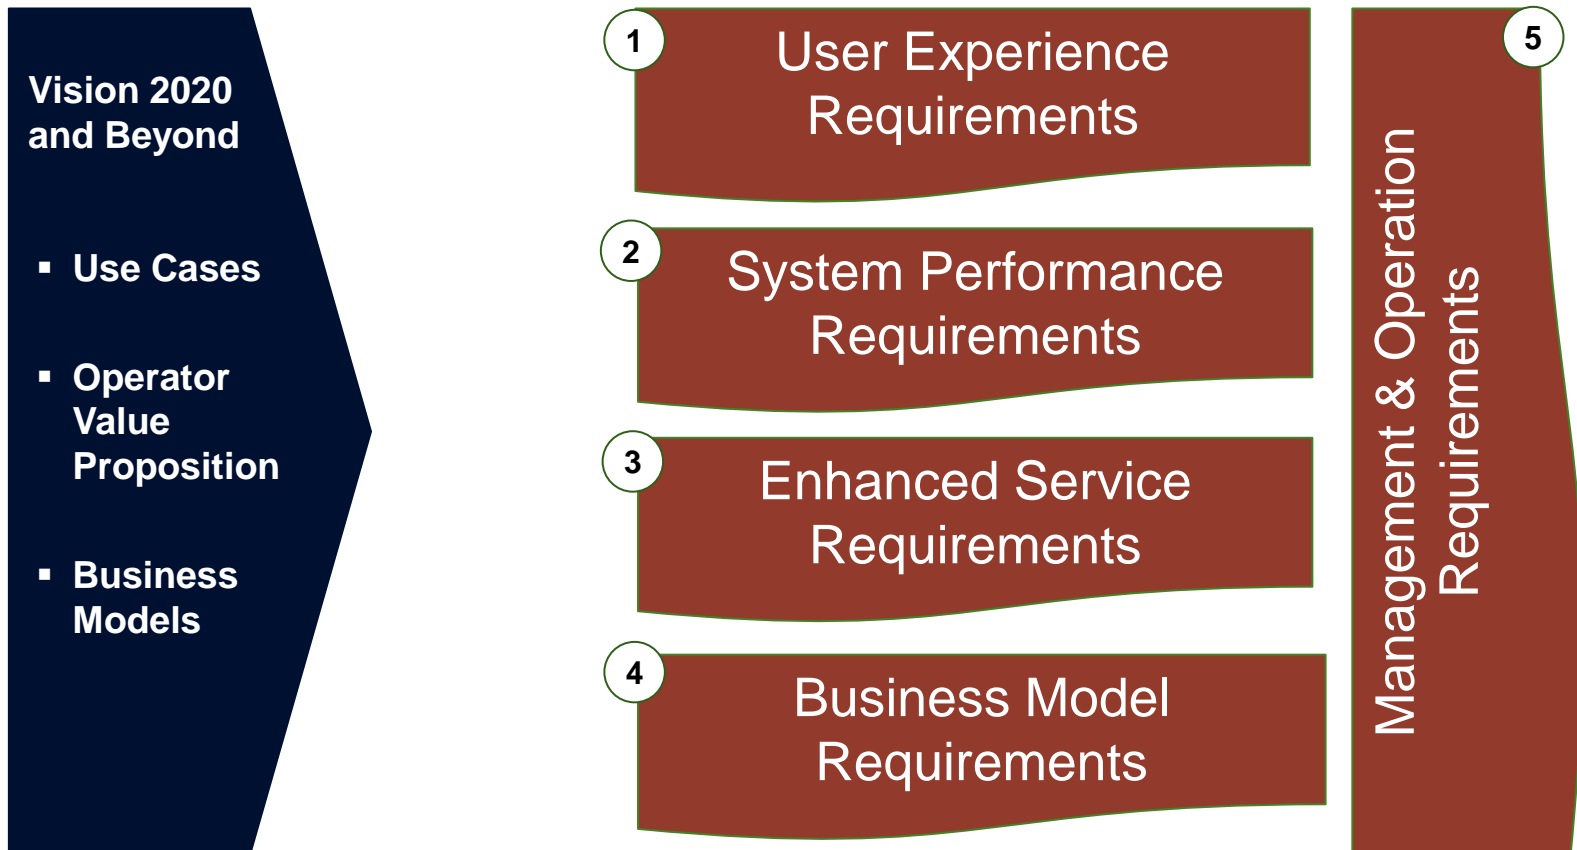 Vision 2020
and Beyond
▪ Use Cases
▪ Operator
Value
Proposition
▪ Business
Models
1
User Experience
Requirements
2
System Performance
Requirements
3
Enhanced Service
Requirements
4
Business Model
Requirements
5
Management & Operation
Requirements